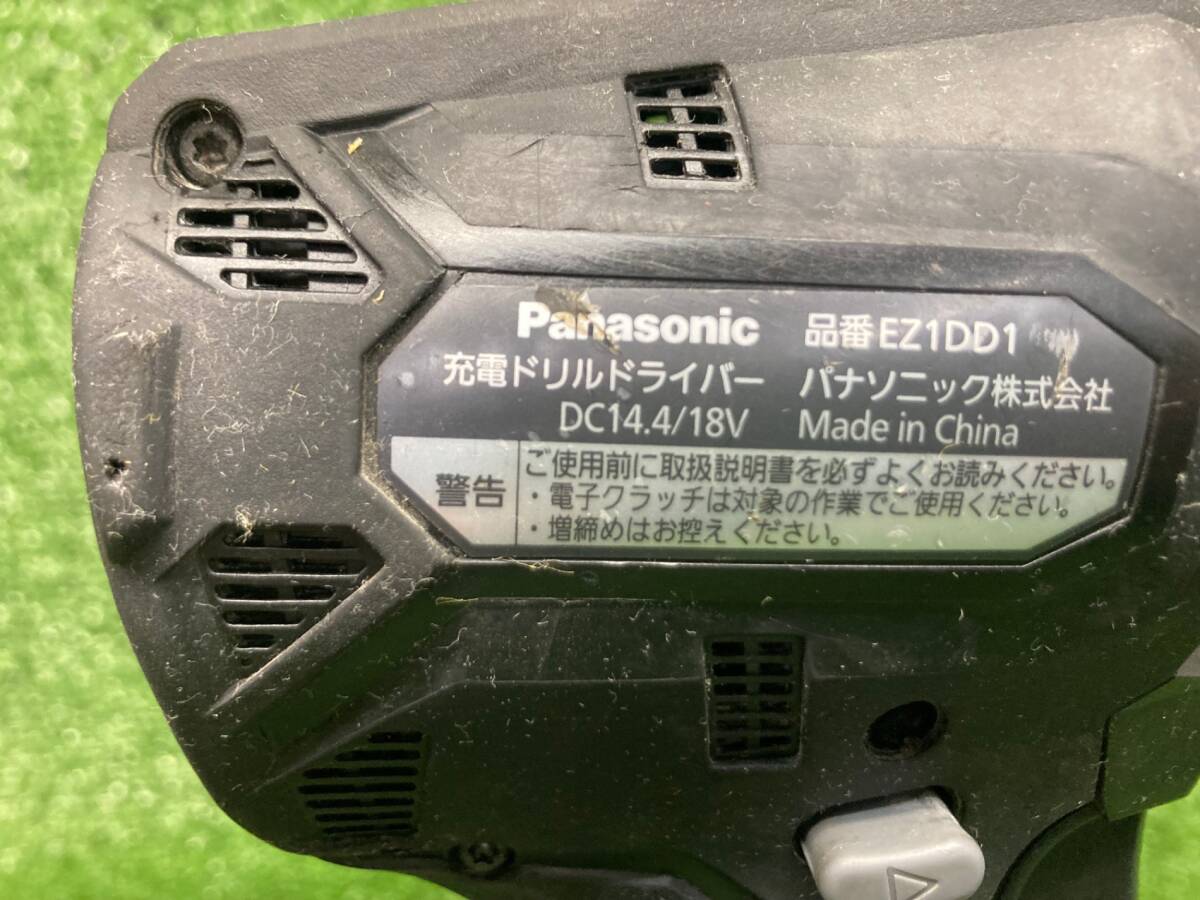 Panasonic 品番 EZ1DD1
充電ドリルドライバー パナソニック株式会社
DC14.4/18V Made in China
警告
ご使用前に取扱説明書を必ずよくお読みください。
・電子クラッチは対象の作業でご使用ください。
・増締めはお控えください。